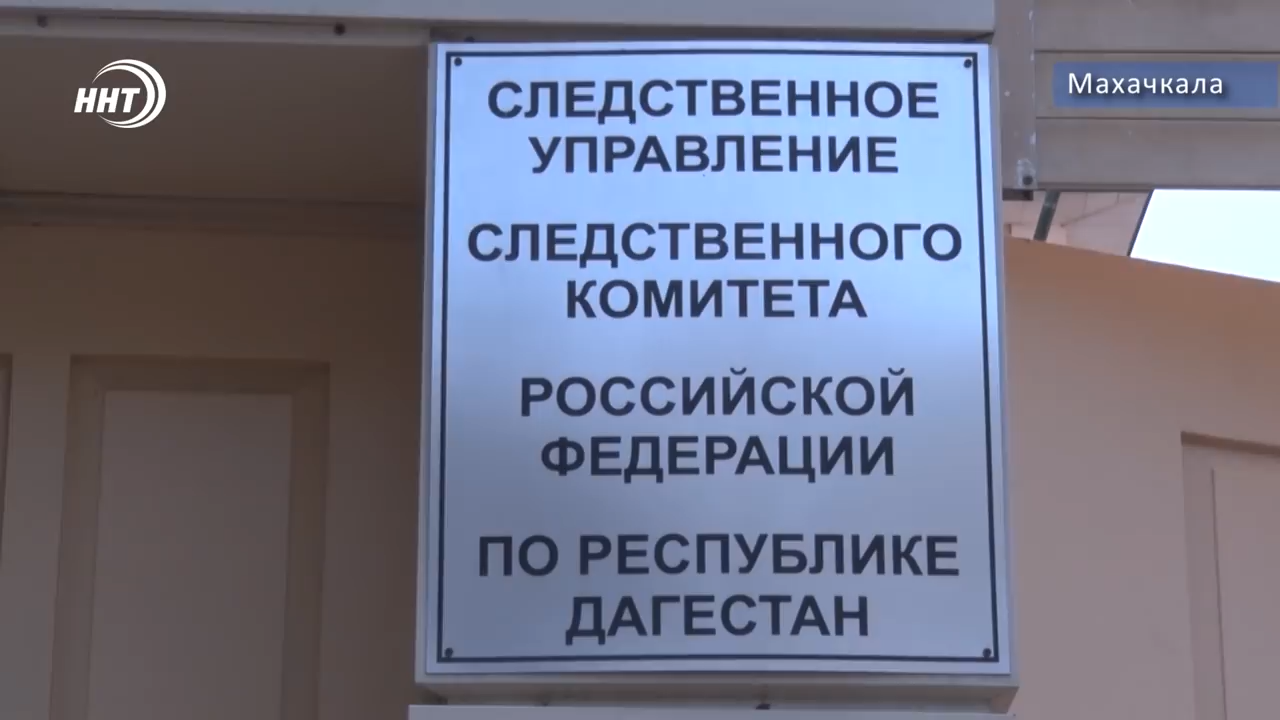 ННТ
Махачкала
СЛЕДСТВЕННОЕ
УПРАВЛЕНИЕ
СЛЕДСТВЕННОГО
КОМИТЕТА
РОССИЙСКОЙ
ФЕДЕРАЦИИ
ПО РЕСПУБЛИКЕ
ДАГЕСТАН